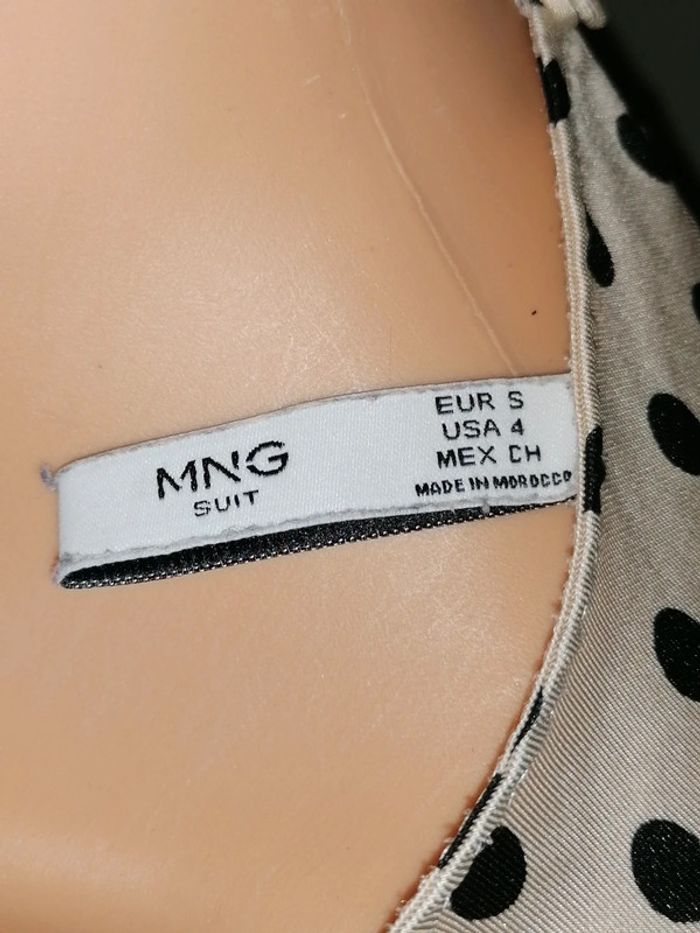 MNG
SUIT
EUR S
USA 4
MEX CH
MADE IN MOROCCO